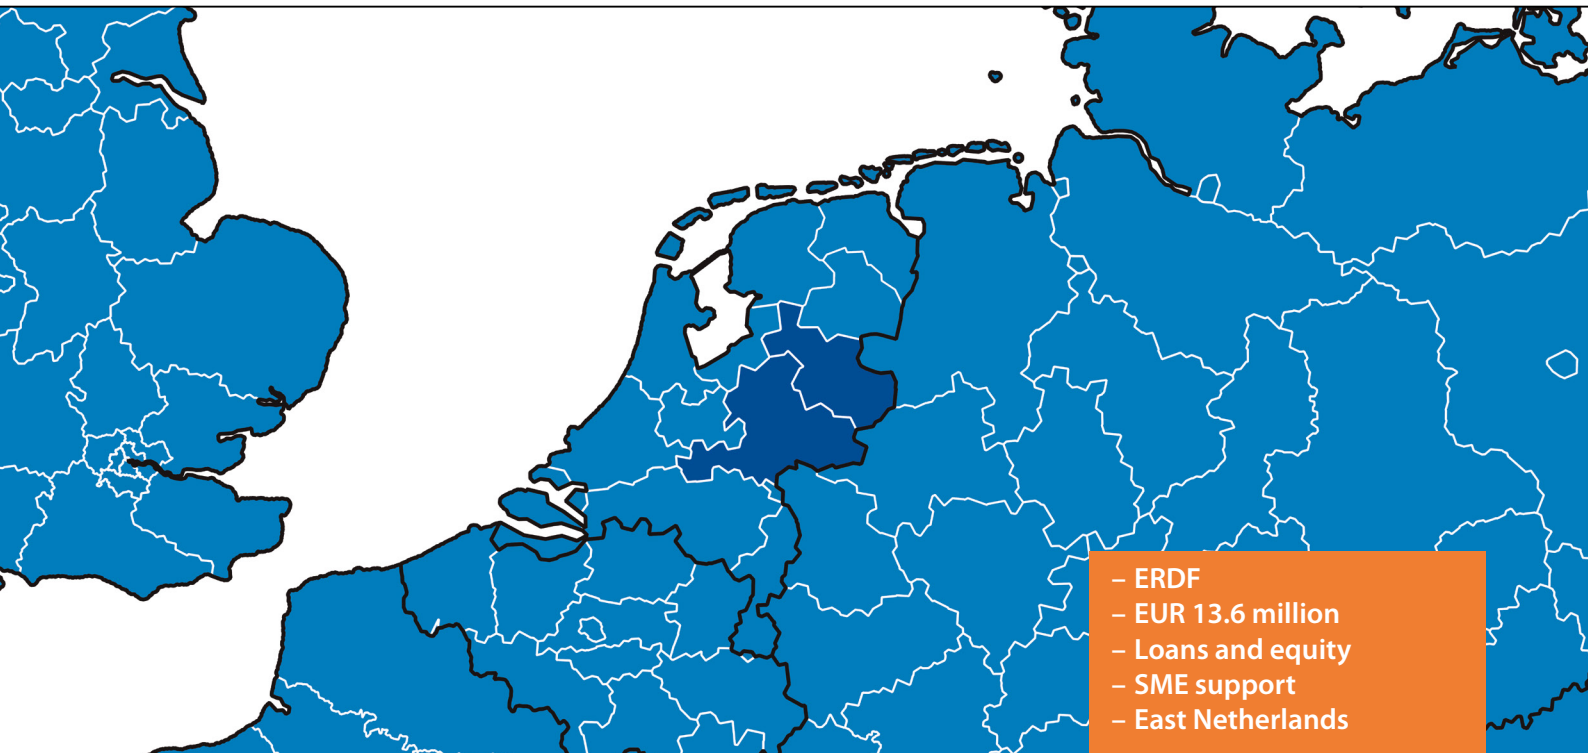 – ERDF
– EUR 13.6 million
– Loans and equity
– SME support
– East Netherlands